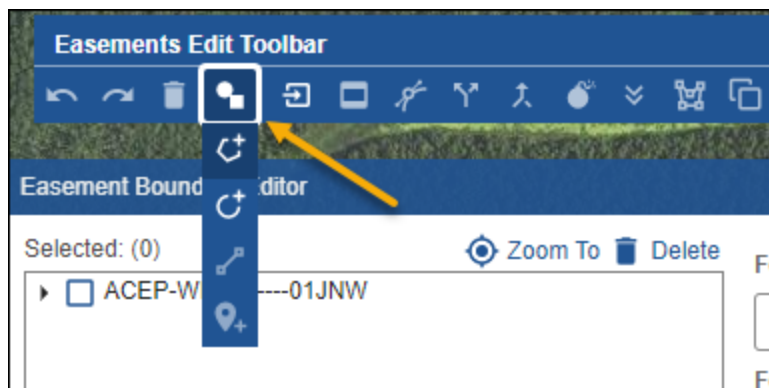 Easements Edit Toolbar
Easement Bound ditor
Selected: (0) Zoom To Delete
ACEP-W ----01JNW